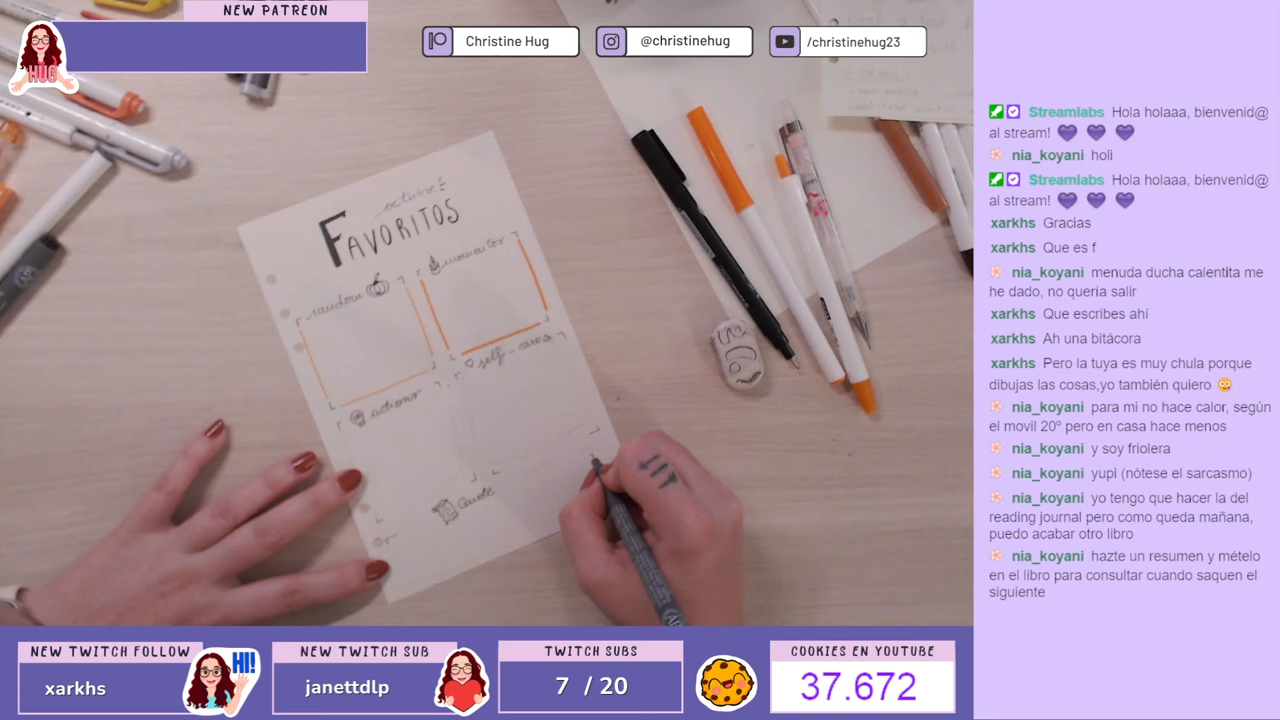 NEW PATREON
HUG
Christine Hug
@christinehug
/christinehug23
octubre
FAVORITOS
random
momentos
self-care
actions
Quote
Streamlabs Hola holaaa, bienvenid@
al stream!
nia_koyani holi
Streamlabs Hola holaaa, bienvenid@
al stream!
xarkhs Gracias
xarkhs Que es f
nia_koyani menuda ducha calentita me
he dado, no quería salir
xarkhs Que escribes ahí
xarkhs Ah una bitácora
xarkhs Pero la tuya es muy chula porque
dibujas las cosas,yo también quiero
nia_koyani para mi no hace calor, según
el movil 20º pero en casa hace menos
nia_koyani y soy friolera
nia_koyani yupi (nótese el sarcasmo)
nia_koyani yo tengo que hacer la del
reading journal pero como queda mañana,
puedo acabar otro libro
nia_koyani hazte un resumen y mételo
en el libro para consultar cuando saquen el
siguiente
NEW TWITCH FOLLOW
xarkhs
HI!
NEW TWITCH SUB
janettdlp
TWITCH SUBS
7 / 20
COOKIES EN YOUTUBE
37.672